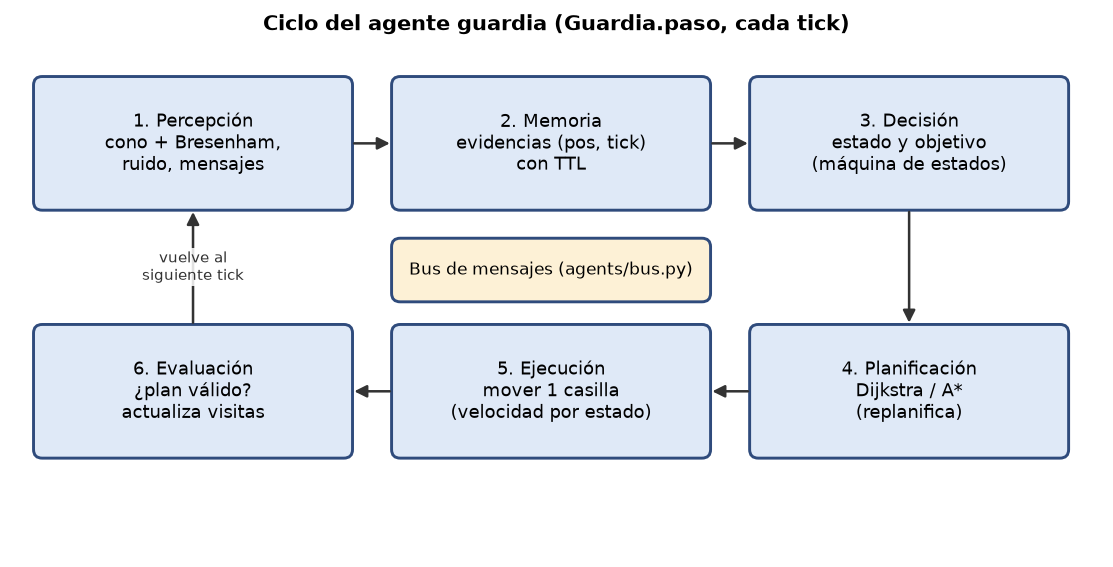 Ciclo del agente guardia (Guardia.paso, cada tick)
1. Percepción
cono + Bresenham,
ruido, mensajes
2. Memoria
evidencias (pos, tick)
con TTL
3. Decisión
estado y objetivo
(máquina de estados)
vuelve al
siguiente tick
Bus de mensajes (agents/bus.py)
6. Evaluación
¿plan válido?
actualiza visitas
5. Ejecución
mover 1 casilla
(velocidad por estado)
4. Planificación
Dijkstra / A*
(replanifica)